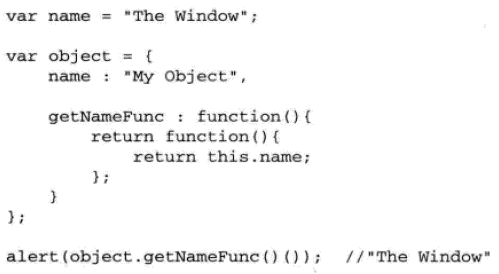 var name = "The Window";
var object = {
name : "My Object",
getNameFunc : function(){
return function(){
return this.name;
};
}
};
alert(object.getNameFunc()());  //"The Window"